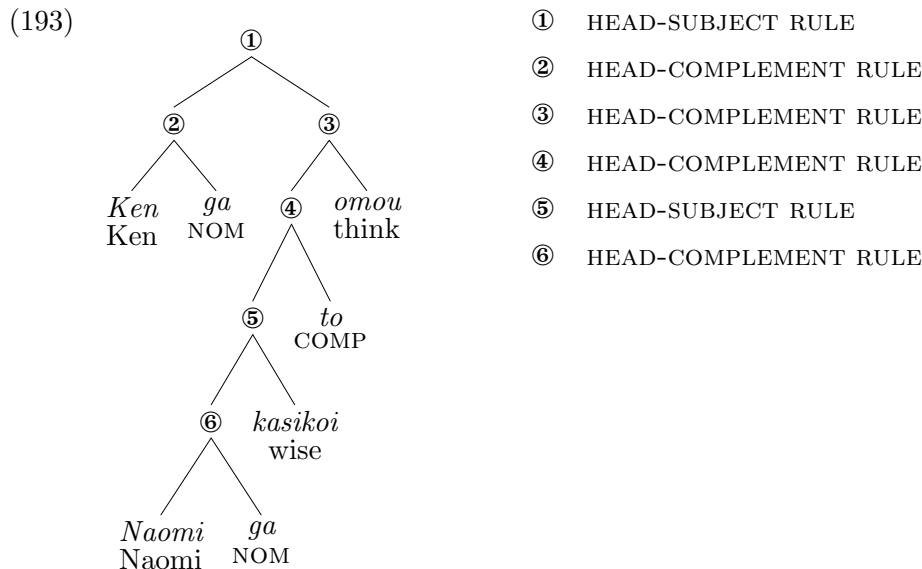 (193)
① HEAD-SUBJECT RULE
② HEAD-COMPLEMENT RULE
③ HEAD-COMPLEMENT RULE
④ HEAD-COMPLEMENT RULE
⑤ HEAD-SUBJECT RULE
⑥ HEAD-COMPLEMENT RULE
①
② ③
Ken ga ④ omou
Ken NOM think
⑤ to
COMP
⑥ kasikoi
wise
Naomi ga
Naomi NOM